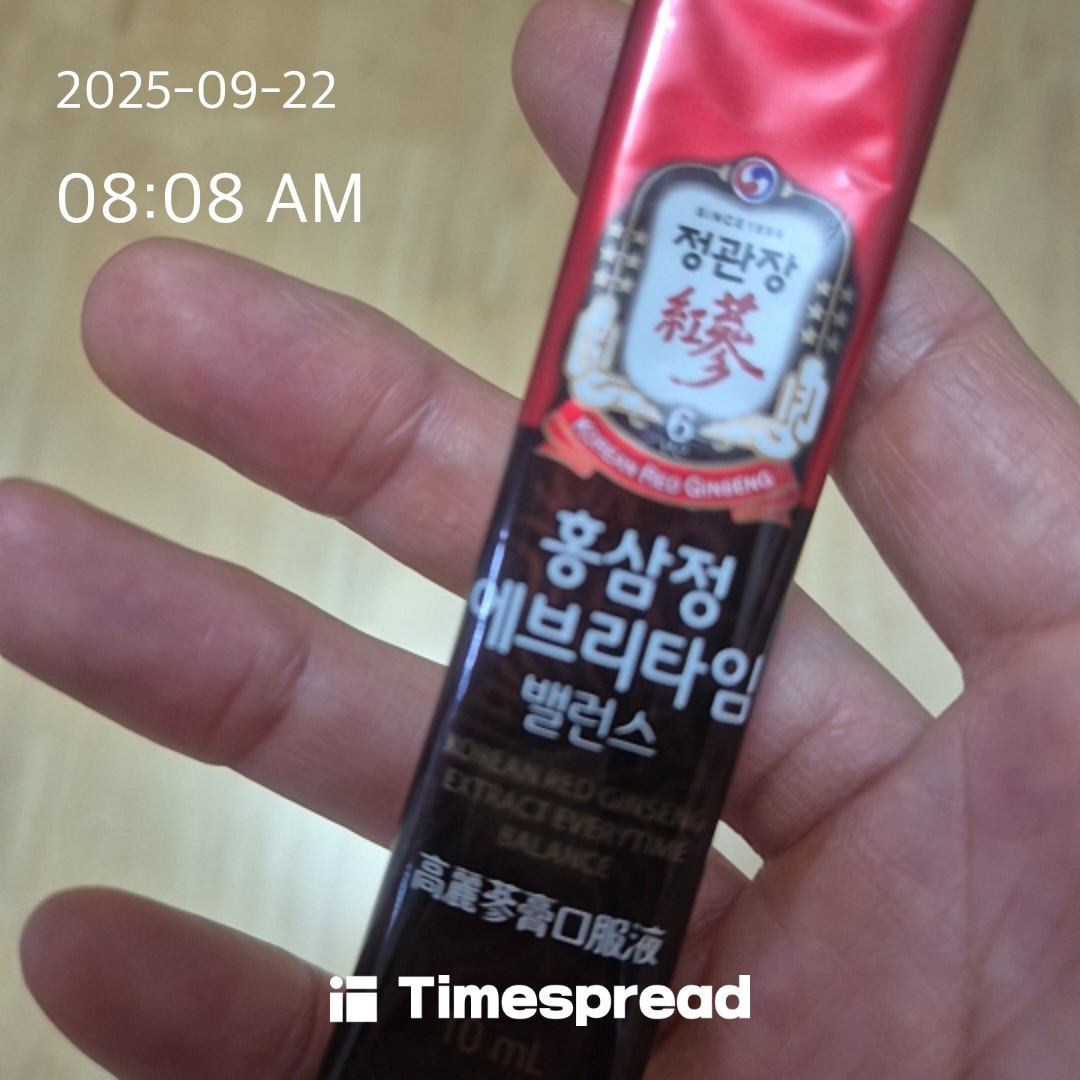 2025-09-22
08:08 AM
SINCE 1899
정관장
紅蔘
6
KOREAN RED GINSENG
홍삼정
에브리타임
밸런스
KOREAN RED GINSENG
EXTRACT EVERYTIME
BALANCE
高麗蔘膏口服液
Timespread
10 mL